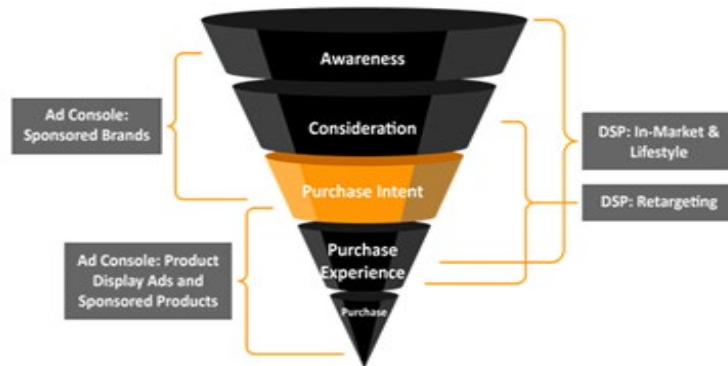 Awareness
Consideration
Purchase Intent
Purchase
Experience
Purchase
Ad Console:
Sponsored Brands
Ad Console: Product
Display Ads and
Sponsored Products
DSP: In-Market &
Lifestyle
DSP: Retargeting